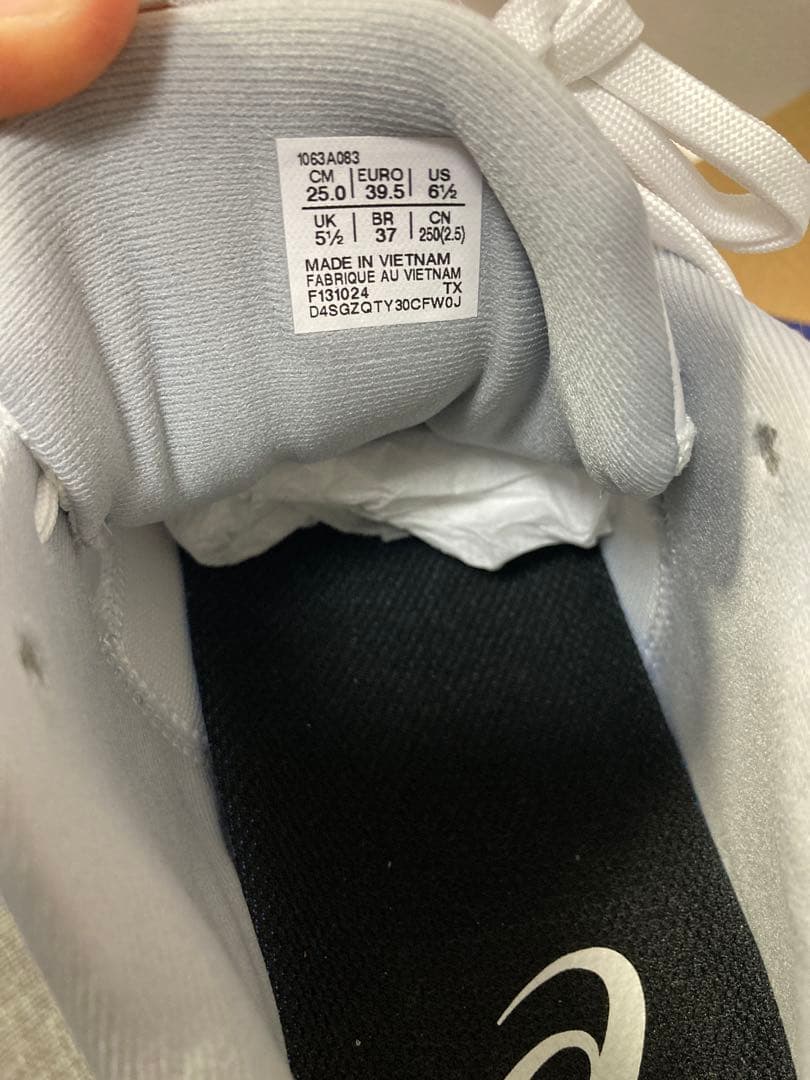 1063A083
CM | EURO | US
25.0 | 39.5 | 6½
UK | BR | CN
5½ | 37 | 250(2.5)
MADE IN VIETNAM
FABRIQUE AU VIETNAM
F131024 TX
D4SGZQTY30CFW0J